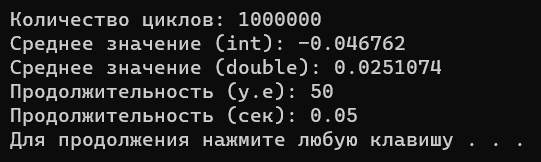 Количество циклов: 1000000
Среднее значение (int): -0.046762
Среднее значение (double): 0.0251074
Продолжительность (у.е): 50
Продолжительность (сек): 0.05
Для продолжения нажмите любую клавишу . . .